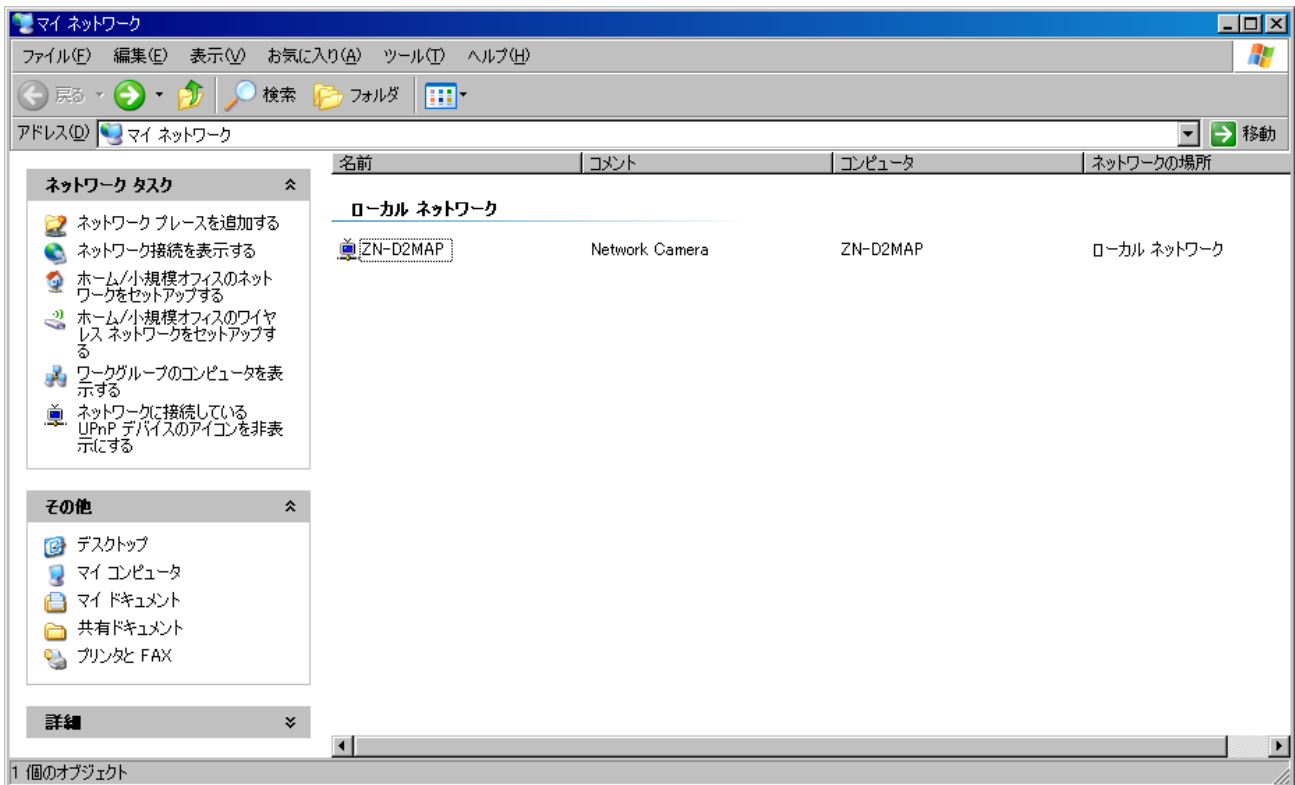 マイ ネットワーク
ファイル(F) 編集(E) 表示(V) お気に入り(A) ツール(T) ヘルプ(H)
戻る 検索 フォルダ
アドレス(D) マイ ネットワーク 移動
名前 コメント コンピュータ ネットワークの場所
ネットワーク タスク
ネットワーク プレースを追加する
ネットワーク接続を表示する
ホーム/小規模オフィスのネット
ワークをセットアップする
ホーム/小規模オフィスのワイヤ
レス ネットワークをセットアップす
る
ワークグループのコンピュータを表
示する
ネットワークに接続している
UPnP デバイスのアイコンを非表
示にする
ローカル ネットワーク
ZN-D2MAP Network Camera ZN-D2MAP ローカル ネットワーク
その他
デスクトップ
マイ コンピュータ
マイ ドキュメント
共有ドキュメント
プリンタと FAX
詳細
1 個のオブジェクト